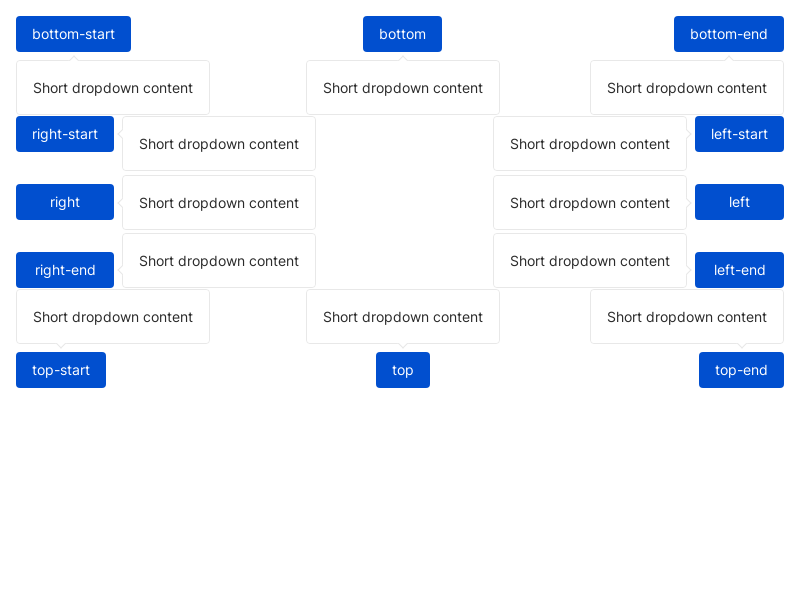 bottom-start
bottom
bottom-end
Short dropdown content
Short dropdown content
Short dropdown content
right-start
Short dropdown content
Short dropdown content
left-start
right
Short dropdown content
Short dropdown content
left
right-end
Short dropdown content
Short dropdown content
left-end
Short dropdown content
Short dropdown content
Short dropdown content
top-start
top
top-end